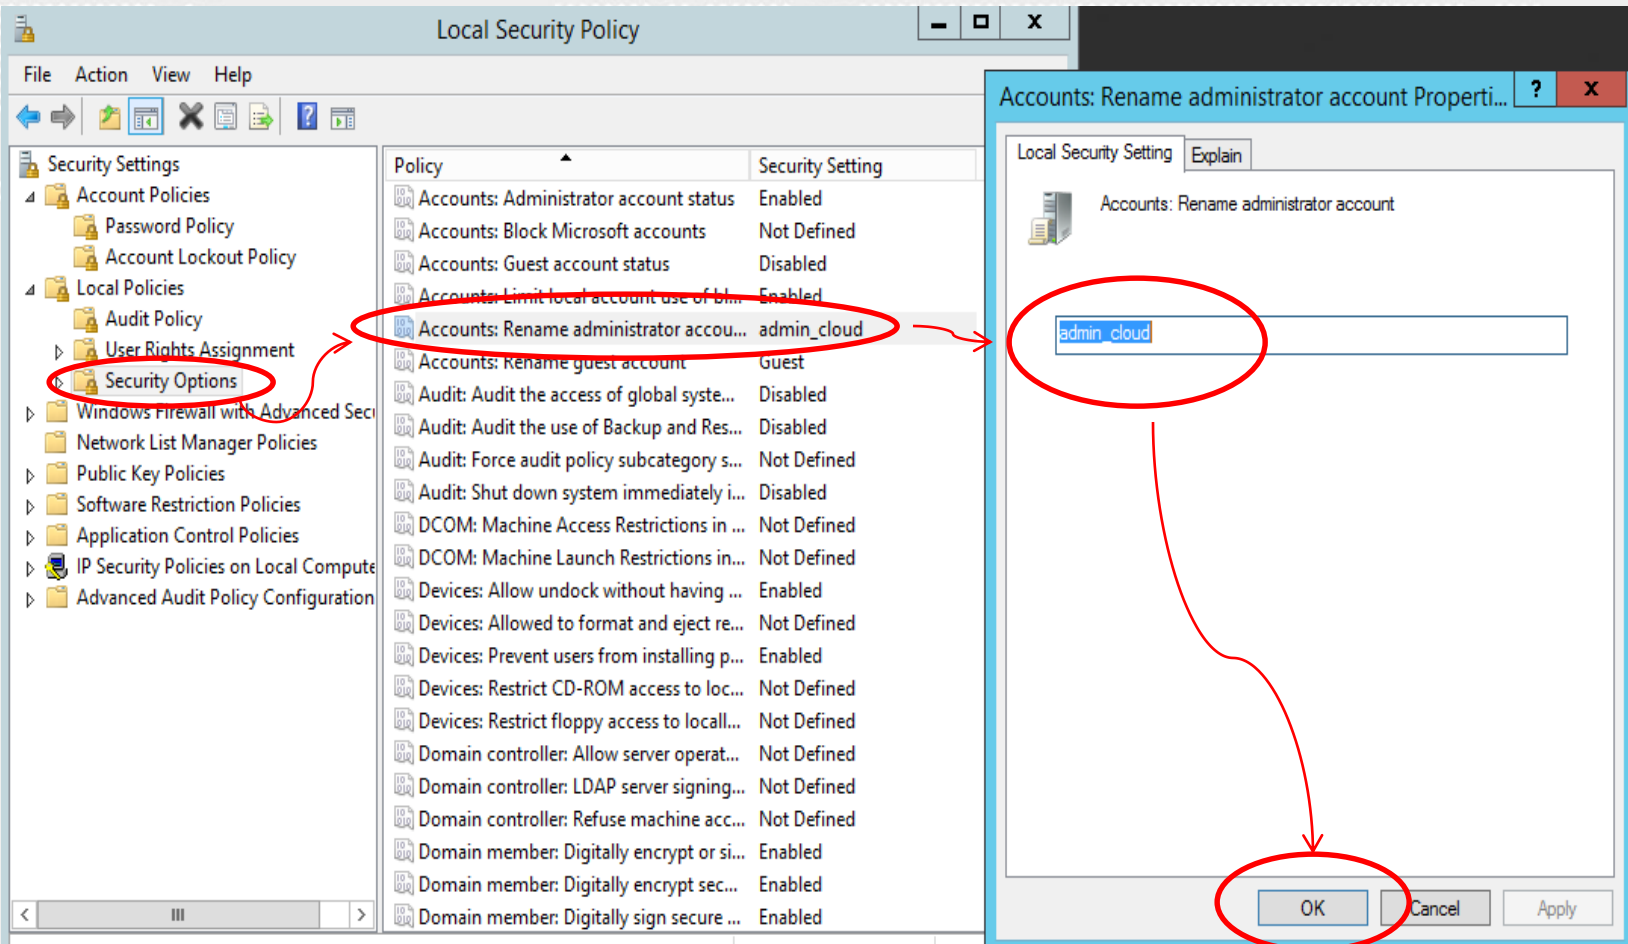 Local Security Policy
File Action View Help
Security Settings
Account Policies
Password Policy
Account Lockout Policy
Local Policies
Audit Policy
User Rights Assignment
Security Options
Windows Firewall with Advanced Secu
Network List Manager Policies
Public Key Policies
Software Restriction Policies
Application Control Policies
IP Security Policies on Local Compute
Advanced Audit Policy Configuration
Policy Security Setting
Accounts: Administrator account status Enabled
Accounts: Block Microsoft accounts Not Defined
Accounts: Guest account status Disabled
Accounts: Limit local account use of bl... Enabled
Accounts: Rename administrator accou... admin_cloud
Accounts: Rename guest account Guest
Audit: Audit the access of global syste... Disabled
Audit: Audit the use of Backup and Res... Disabled
Audit: Force audit policy subcategory s... Not Defined
Audit: Shut down system immediately i... Disabled
DCOM: Machine Access Restrictions in ... Not Defined
DCOM: Machine Launch Restrictions in... Not Defined
Devices: Allow undock without having ... Enabled
Devices: Allowed to format and eject re... Not Defined
Devices: Prevent users from installing p... Enabled
Devices: Restrict CD-ROM access to loc... Not Defined
Devices: Restrict floppy access to locall... Not Defined
Domain controller: Allow server operat... Not Defined
Domain controller: LDAP server signing... Not Defined
Domain controller: Refuse machine acc... Not Defined
Domain member: Digitally encrypt or si... Enabled
Domain member: Digitally encrypt sec... Enabled
Domain member: Digitally sign secure ... Enabled
Accounts: Rename administrator account Properti... ? x
Local Security Setting Explain
Accounts: Rename administrator account
admin_cloud
OK Cancel Apply